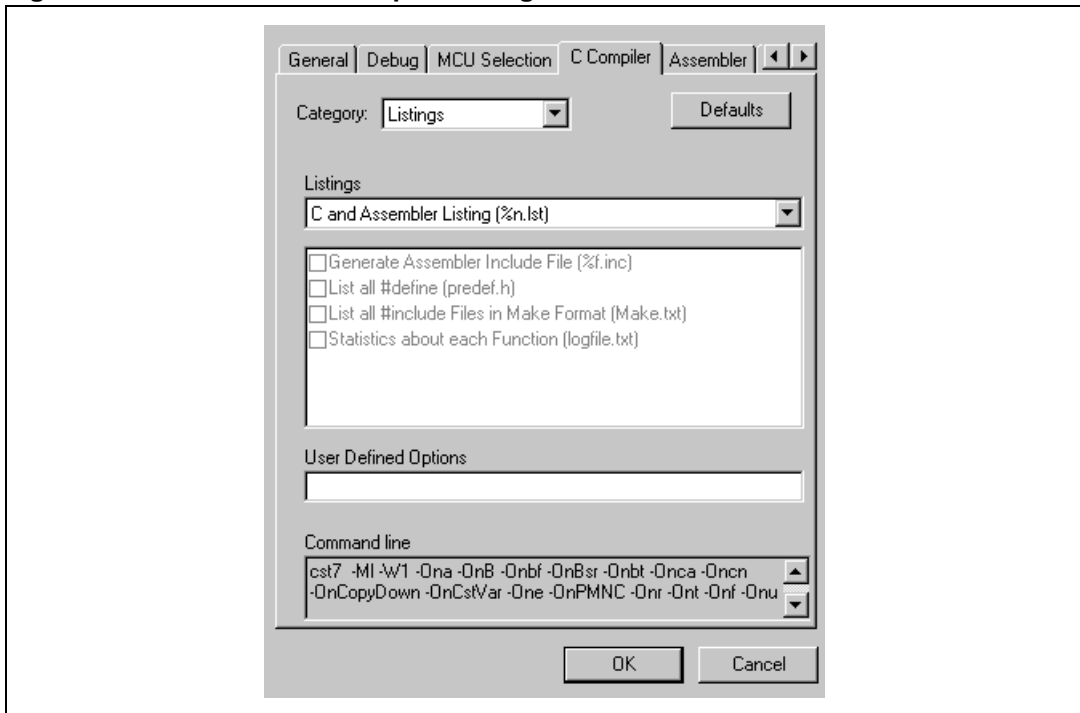 General Debug MCU Selection C Compiler Assembler
Category: Listings Defaults
Listings
C and Assembler Listing (%n.lst)
Generate Assembler Include File (%f.inc)
List all #define (predef.h)
List all #include Files in Make Format (Make.txt)
Statistics about each Function (logfile.txt)
User Defined Options
Command line
cst7 -Ml -W1 -Ona -OnB -Onbf -OnBsr -Onbt -Onca -Oncn
-OnCopyDown -OnCstVar -One -OnPMNC -Onr -Ont -Onf -Onu
OK Cancel